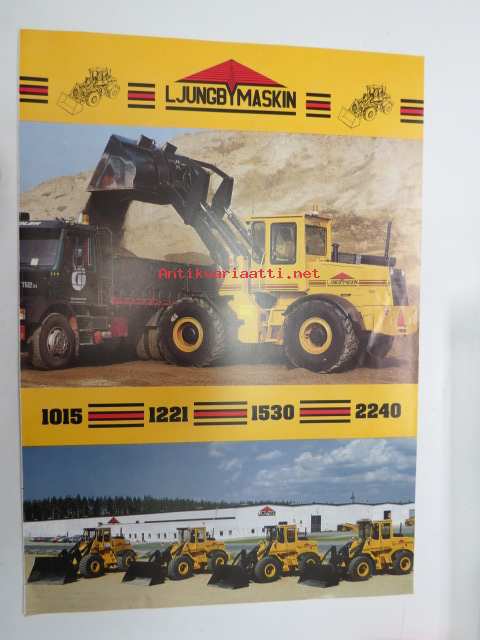 LJUNGBYMASKIN
Antikvariaatti.net
1015 1221 1530 2240